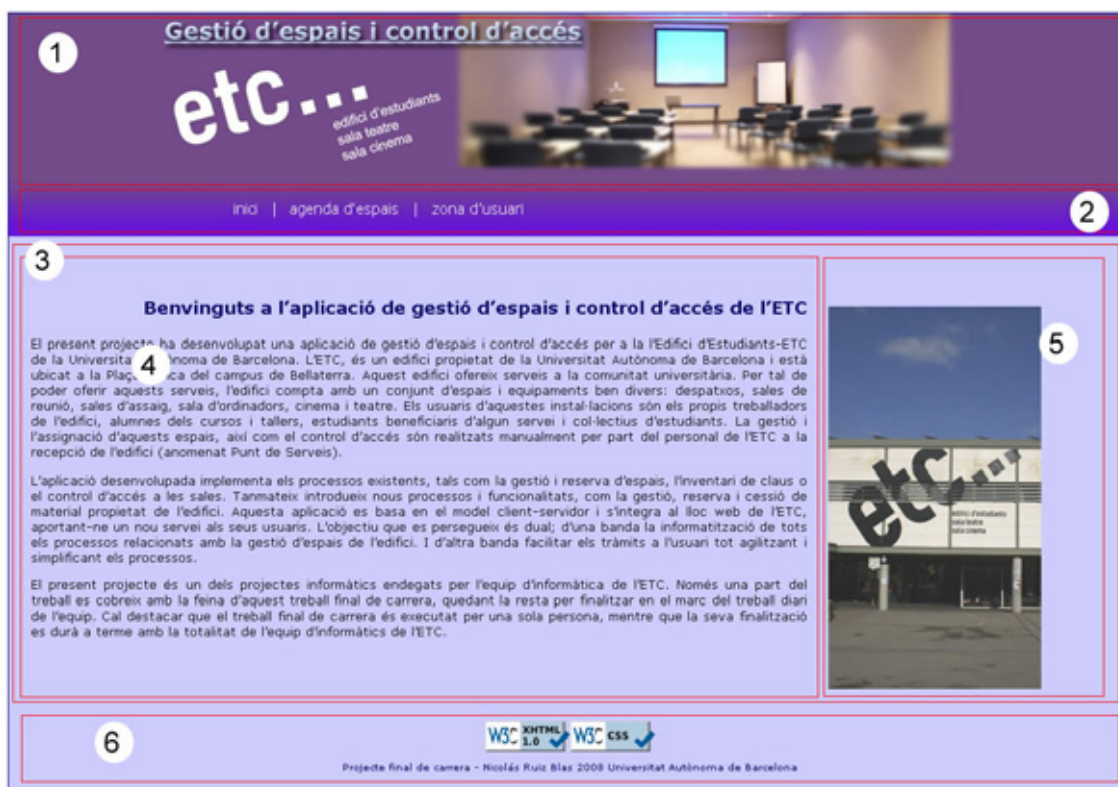 1
Gestió d'espais i control d'accés
etc...
edifici d'estudiants
sala teatre
sala cinema
inici | agenda d'espais | zona d'usuari
2
3
Benvinguts a l'aplicació de gestió d'espais i control d'accés de l'ETC
El present projecte ha desenvolupat una aplicació de gestió d'espais i control d'accés per a la l'Edifici d'Estudiants-ETC
de la Universitat Autònoma de Barcelona. L'ETC, és un edifici propietat de la Universitat Autònoma de Barcelona i està
4
ubicat a la Plaça del campus de Bellaterra. Aquest edifici ofereix serveis a la comunitat universitària. Per tal de
poder oferir aquests serveis, l'edifici compta amb un conjunt d'espais i equipaments ben divers: despatxos, sales de
reunió, sales d'assaig, sala d'ordinadors, cinema i teatre. Els usuaris d'aquestes instal·lacions són els propis treballadors
de l'edifici, alumnes dels cursos i tallers, estudiants beneficiaris d'algun servei i col·lectius d'estudiants. La gestió i
l'assignació d'aquests espais, així com el control d'accés són realitzats manualment per part del personal de l'ETC a la
recepció de l'edifici (anomenat Punt de Serveis).
L'aplicació desenvolupada implementa els processos existents, tals com la gestió i reserva d'espais, l'inventari de claus o
el control d'accés a les sales. Tanmateix introdueix nous processos i funcionalitats, com la gestió, reserva i cessió de
material propietat de l'edifici. Aquesta aplicació es basa en el model client-servidor i s'integra al lloc web de l'ETC,
aportant-ne un nou servei als seus usuaris. L'objectiu que es persegueix és dual; d'una banda la informatització de tots
els processos relacionats amb la gestió d'espais de l'edifici. I d'altra banda facilitar els tràmits a l'usuari tot agilitzant i
simplificant els processos.
El present projecte és un dels projectes informàtics endegats per l'equip d'informàtica de l'ETC. Només una part del
treball es cobreix amb la feina d'aquest treball final de carrera, quedant la resta per finalitzar en el marc del treball diari
de l'equip. Cal destacar que el treball final de carrera és executat per una sola persona, mentre que la seva finalització
es durà a terme amb la totalitat de l'equip d'informàtics de l'ETC.
5
etc...
edifici d'estudiants
sala teatre
sala cinema
6
W3C XHTML 1.0 W3C CSS
Projecte final de carrera - Nicolás Ruiz Blas 2008 Universitat Autònoma de Barcelona